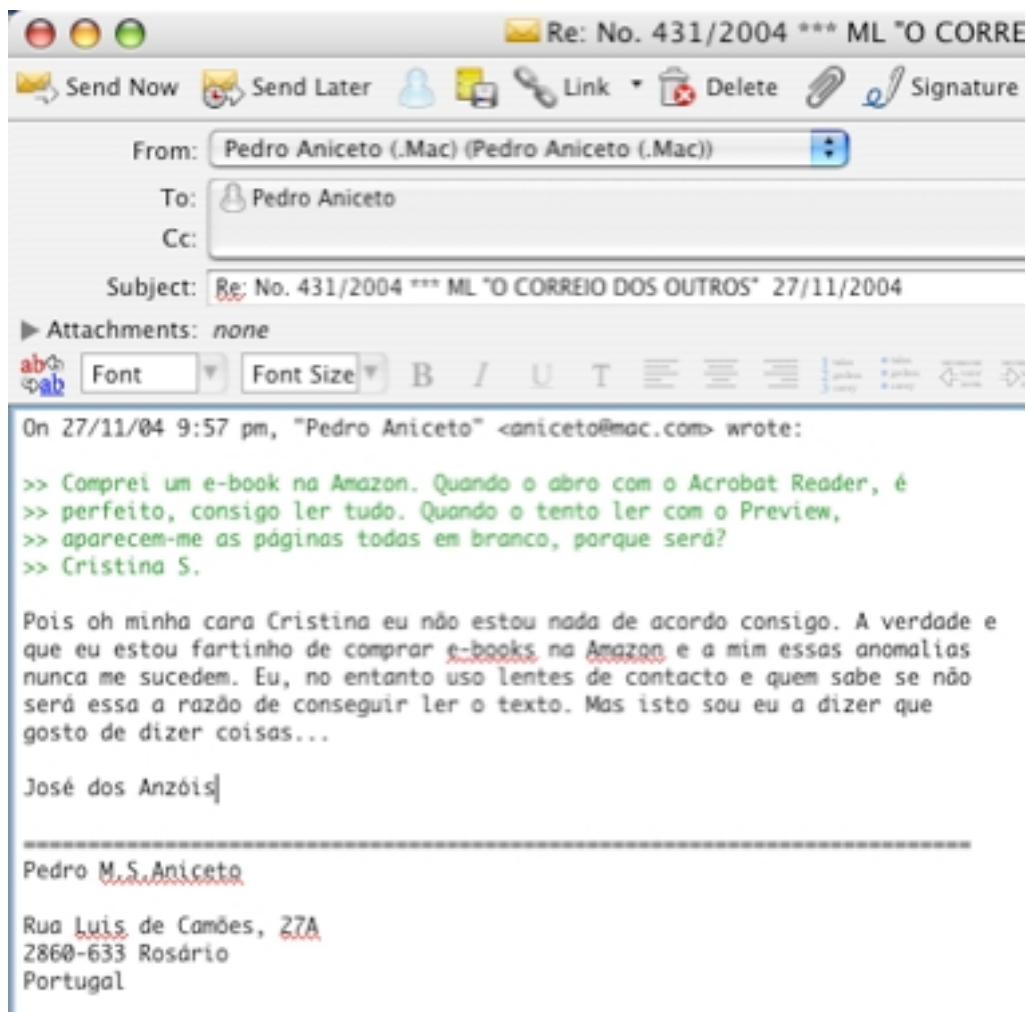 Re: No. 431/2004 *** ML "O CORRE
Send Now Send Later Link Delete Signature
From: Pedro Aniceto (.Mac) (Pedro Aniceto (.Mac))
To: Pedro Aniceto
Cc:
Subject: Re: No. 431/2004 *** ML "O CORREIO DOS OUTROS" 27/11/2004
Attachments: none
Font Font Size B I U T
On 27/11/04 9:57 pm, "Pedro Aniceto" <aniceto@mac.com> wrote:
>> Comprei um e-book na Amazon. Quando o abro com o Acrobat Reader, é
>> perfeito, consigo ler tudo. Quando o tento ler com o Preview,
>> aparecem-me as páginas todas em branco, porque será?
>> Cristina S.
Pois oh minha cara Cristina eu não estou nada de acordo consigo. A verdade e
que eu estou fartinho de comprar e-books na Amazon e a mim essas anomalias
nunca me sucedem. Eu, no entanto uso lentes de contacto e quem sabe se não
será essa a razão de conseguir ler o texto. Mas isto sou eu a dizer que
gosto de dizer coisas...
José dos Anzóis
Pedro M.S.Aniceto
Rua Luis de Camões, 27A
2860-633 Rosário
Portugal